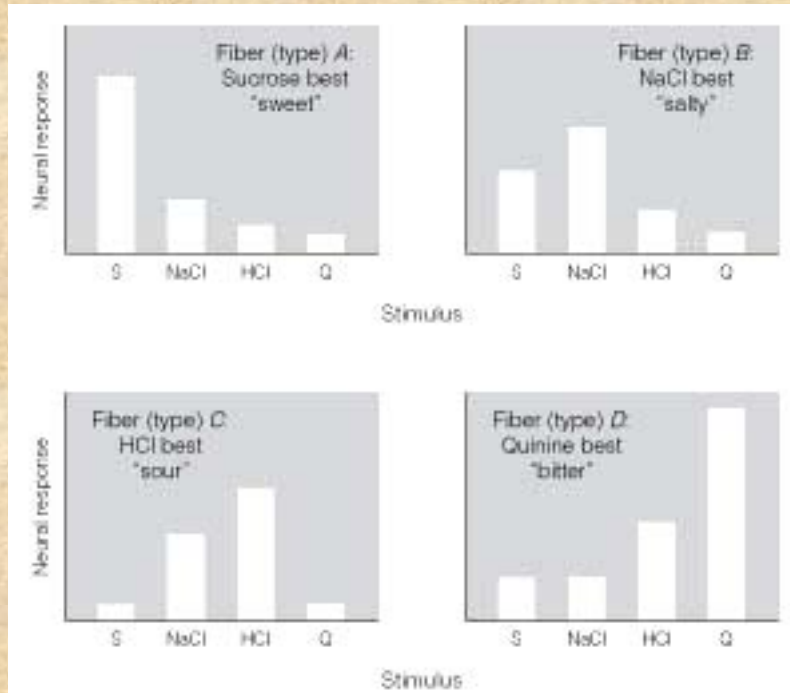 Fiber (type) A:
Sucrose best
"sweet"
Neural response
S NaCl HCl Q
Fiber (type) B:
NaCl best
"salty"
S NaCl HCl Q
Stimulus
Fiber (type) C:
HCl best
"sour"
Neural response
S NaCl HCl Q
Fiber (type) D:
Quinine best
"bitter"
S NaCl HCl Q
Stimulus